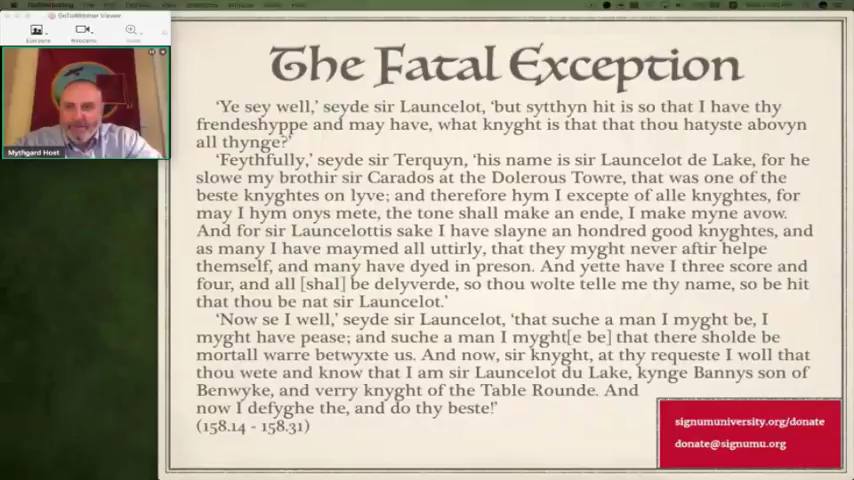 GoToWebinar Viewer
Everyone
Webcams
Mythgard Host
The Fatal Exception
‘Ye sey well,’ seyde sir Launcelot, ‘but sytthyn hit is so that I have thy
frendeshyppe and may have, what knyght is that that thou hatyste abovyn
all thynge?’
‘Feythfully,’ seyde sir Terquyn, ‘his name is sir Launcelot de Lake, for he
slowe my brothir sir Carados at the Dolerous Towre, that was one of the
beste knyghtes on lyve; and therefore hym I excepte of alle knyghtes, for
may I hym onys mete, the tone shall make an ende, I make myne avow.
And for sir Launcelottis sake I have slayne an hondred good knyghtes, and
as many I have maymed all uttirly, that they myght never aftir helpe
themself, and many have dyed in preson. And yette have I three score and
four, and all [shal] be delyverde, so thou wolte telle me thy name, so be hit
that thou be nat sir Launcelot.’
‘Now se I well,’ seyde sir Launcelot, ‘that suche a man I myght be, I
myght have pease; and suche a man I myght[e be] that there sholde be
mortall warre betwyxte us. And now, sir knyght, at thy requeste I woll that
thou wete and know that I am sir Launcelot du Lake, kynge Bannys son of
Benwyke, and verry knyght of the Table Rounde. And
now I defyghe the, and do thy beste!’
(158.14 - 158.31)
signumuniversity.org/donate
donate@signumu.org